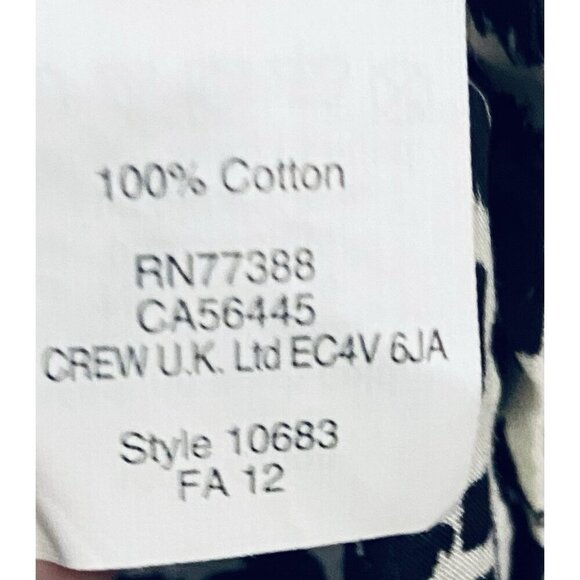 100% Cotton
RN77388
CA56445
CREW U.K. Ltd EC4V 6JA
Style 10683
FA 12